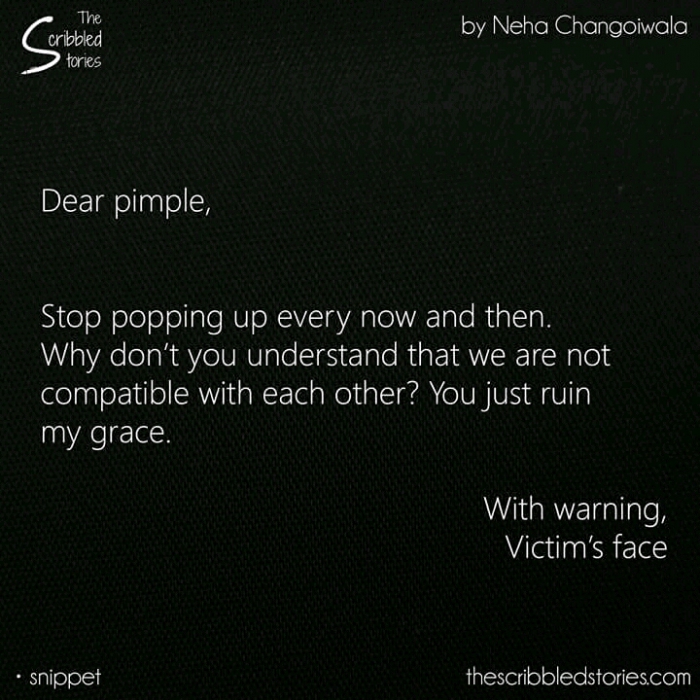 The
Scribbled
Stories
by Neha Changoiwala
Dear pimple,
Stop popping up every now and then.
Why don't you understand that we are not
compatible with each other? You just ruin
my grace.
With warning,
Victim's face
• snippet
thescribbledstories.com